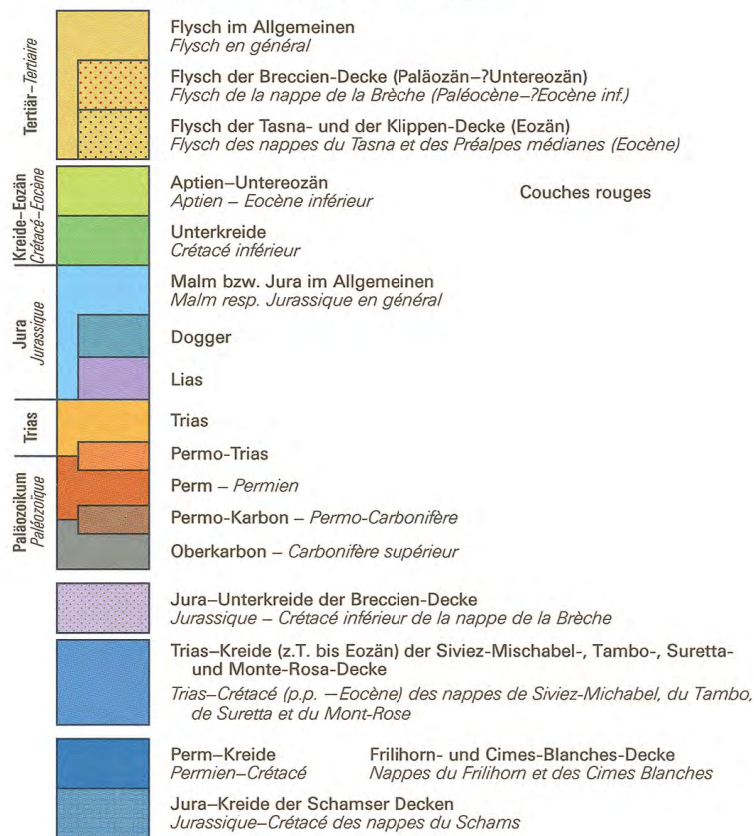 Tertiär – Tertiaire
Flysch im Allgemeinen
Flysch en général
Flysch der Breccien-Decke (Paläozän–?Untereozän)
Flysch de la nappe de la Brèche (Paléocène–?Eocène inf.)
Flysch der Tasna- und der Klippen-Decke (Eozän)
Flysch des nappes du Tasna et des Préalpes médianes (Eocène)
Kreide–Eozän
Crétacé–Eocène
Aptien–Untereozän
Aptien – Eocène inférieur
Couches rouges
Unterkreide
Crétacé inférieur
Jura
Jurassique
Malm bzw. Jura im Allgemeinen
Malm resp. Jurassique en général
Dogger
Lias
Trias
Trias
Permo-Trias
Paläozoikum
Paléozoïque
Perm – Permien
Permo-Karbon – Permo-Carbonifère
Oberkarbon – Carbonifère supérieur
Jura–Unterkreide der Breccien-Decke
Jurassique – Crétacé inférieur de la nappe de la Brèche
Trias–Kreide (z.T. bis Eozän) der Siviez-Mischabel-, Tambo-, Suretta-
und Monte-Rosa-Decke
Trias–Crétacé (p.p. –Eocène) des nappes de Siviez-Michabel, du Tambo,
de Suretta et du Mont-Rose
Perm–Kreide
Permien–Crétacé
Frilihorn- und Cimes-Blanches-Decke
Nappes du Frilihorn et des Cimes Blanches
Jura–Kreide der Schamser Decken
Jurassique–Crétacé des nappes du Schams